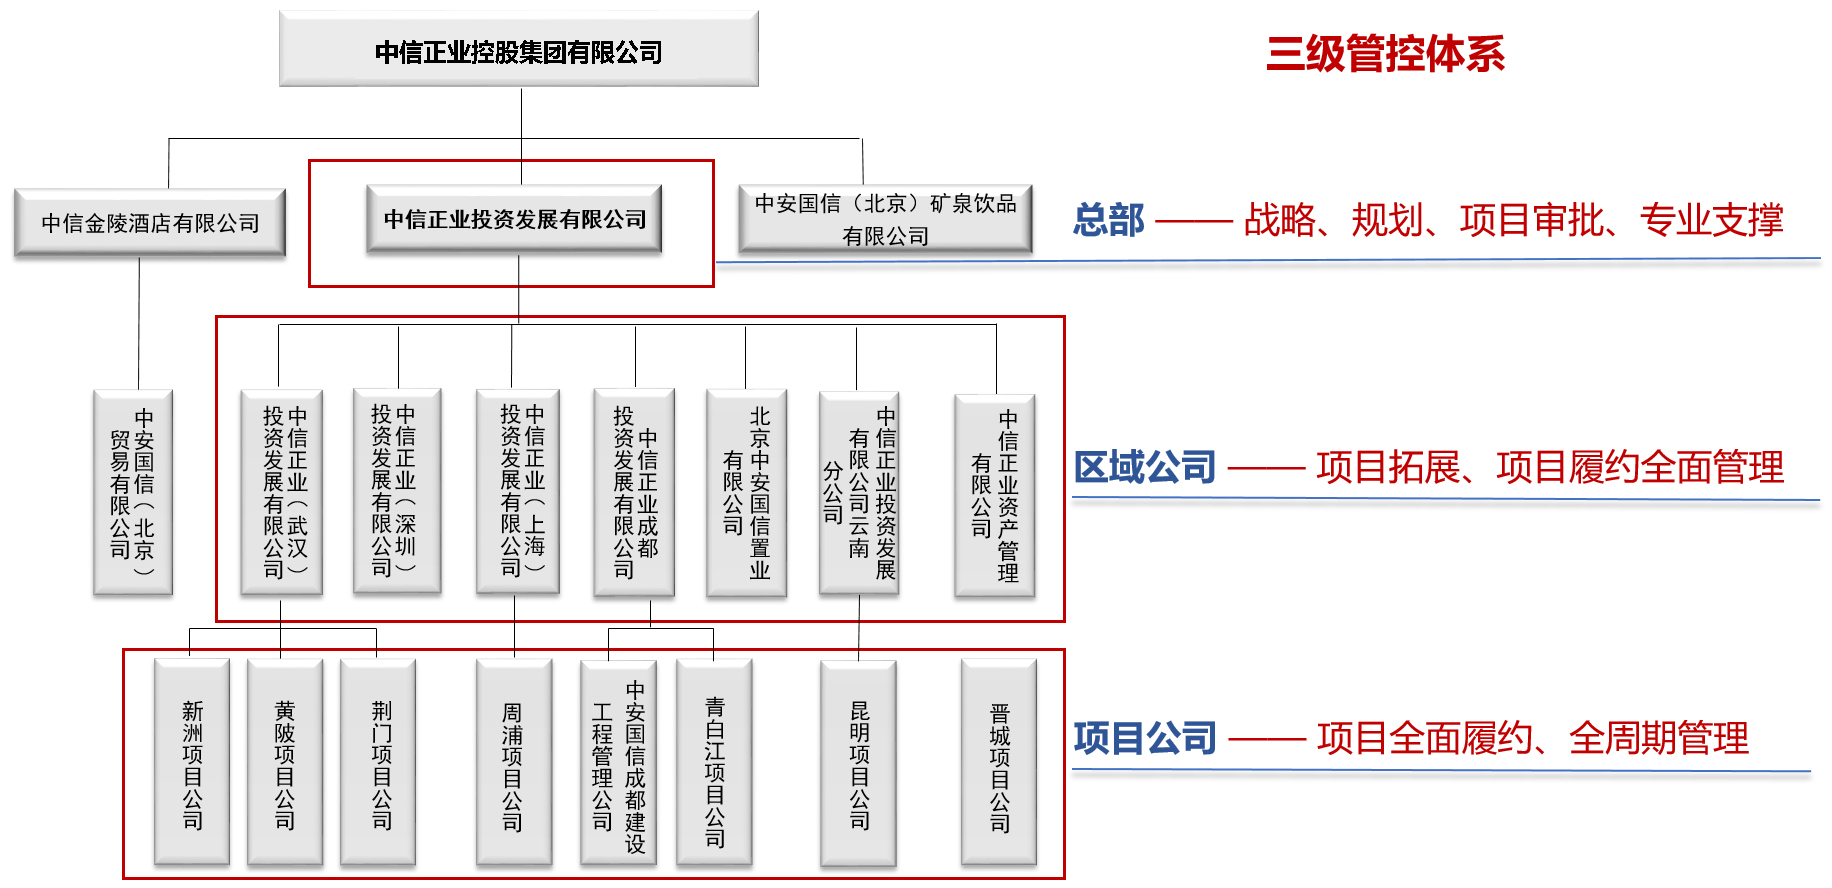 中信正业控股集团有限公司
三级管控体系
中信金陵酒店有限公司
中信正业投资发展有限公司
中安国信（北京）矿泉饮品
有限公司
总部 —— 战略、规划、项目审批、专业支撑
中安国信（北京）
贸易有限公司
中信正业（武汉）
投资发展有限公司
中信正业（深圳）
投资发展有限公司
中信正业（上海）
投资发展有限公司
中信正业成都
投资发展有限公司
北京中安国信置业
有限公司
中信正业投资发展
有限公司云南
分公司
中信正业资产管理
有限公司
区域公司 —— 项目拓展、项目履约全面管理
新洲项目公司
黄陂项目公司
荆门项目公司
周浦项目公司
中安国信成都建设
工程管理公司
青白江项目公司
昆明项目公司
晋城项目公司
项目公司 —— 项目全面履约、全周期管理